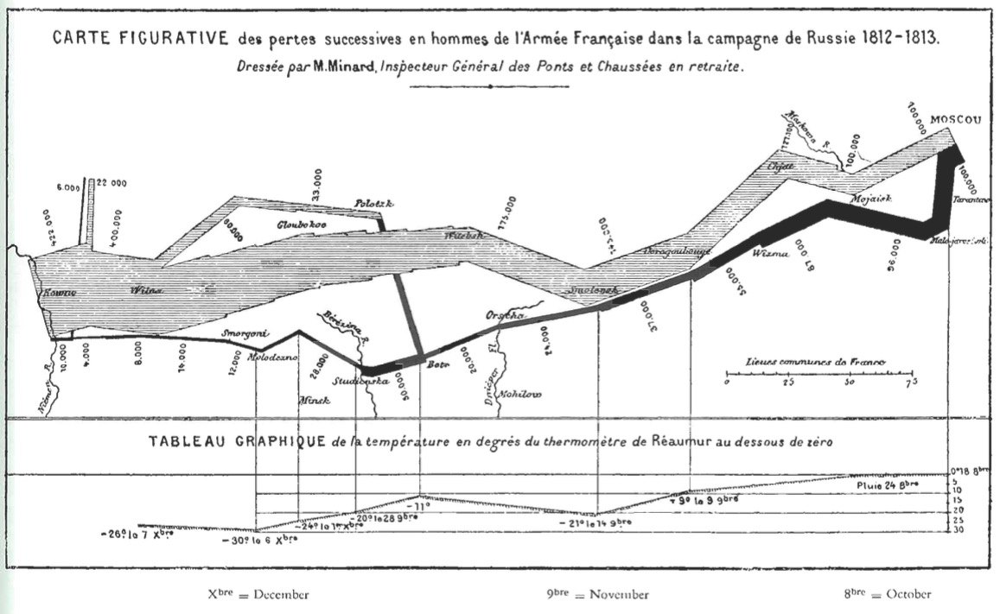 CARTE FIGURATIVE des pertes successives en hommes de l'Armée Française dans la campagne de Russie 1812-1813.
Dressée par M. Minard, Inspecteur Général des Ponts et Chaussées en retraite.
MOSCOU
100.000
Moskowa R.
127.100
100.000
Chjat
Mojaisk
100.000
Tarantino
Malo-jarosl.
6.000
22 000
33.000
Polotzk
60.000
Gloubokoe
422.000
400.000
Witebsk
175.000
145.000
Dorogoubouge
Wizma
55.000
87.000
96.000
Kowno
Wilna
Smolensk
37.000
Orscha
24.000
Bérézina R.
Smorgoni
Molodezno
10.000
4.000
8.000
14.000
12.000
28.000
Studienska
50.000
Botr
20.000
Lieues communes de France
0 25 50 75
Niémen R.
Minsk
Dniéper Fl.
Mohilow
TABLEAU GRAPHIQUE de la température en degrés du thermomètre de Réaumur au dessous de zéro
0° 18 8bre
Pluie 24 8bre
5
10
15
20
25
30
9° le 9 9bre
-11°
-21° le 14 9bre
-20° le 28 9bre
-24° le 1er Xbre
-26° le 7 Xbre
-30° le 6 Xbre
Xbre = December
9bre = November
8bre = October